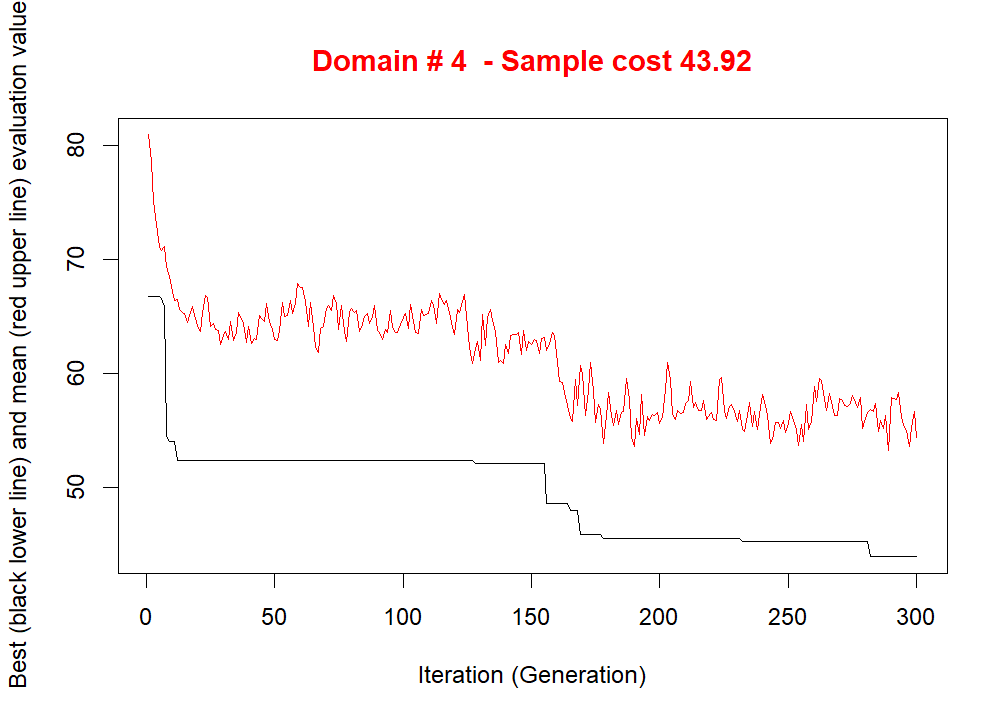 Domain # 4  - Sample cost 43.92
Best (black lower line) and mean (red upper line) evaluation value
80
70
60
50
0 50 100 150 200 250 300
Iteration (Generation)